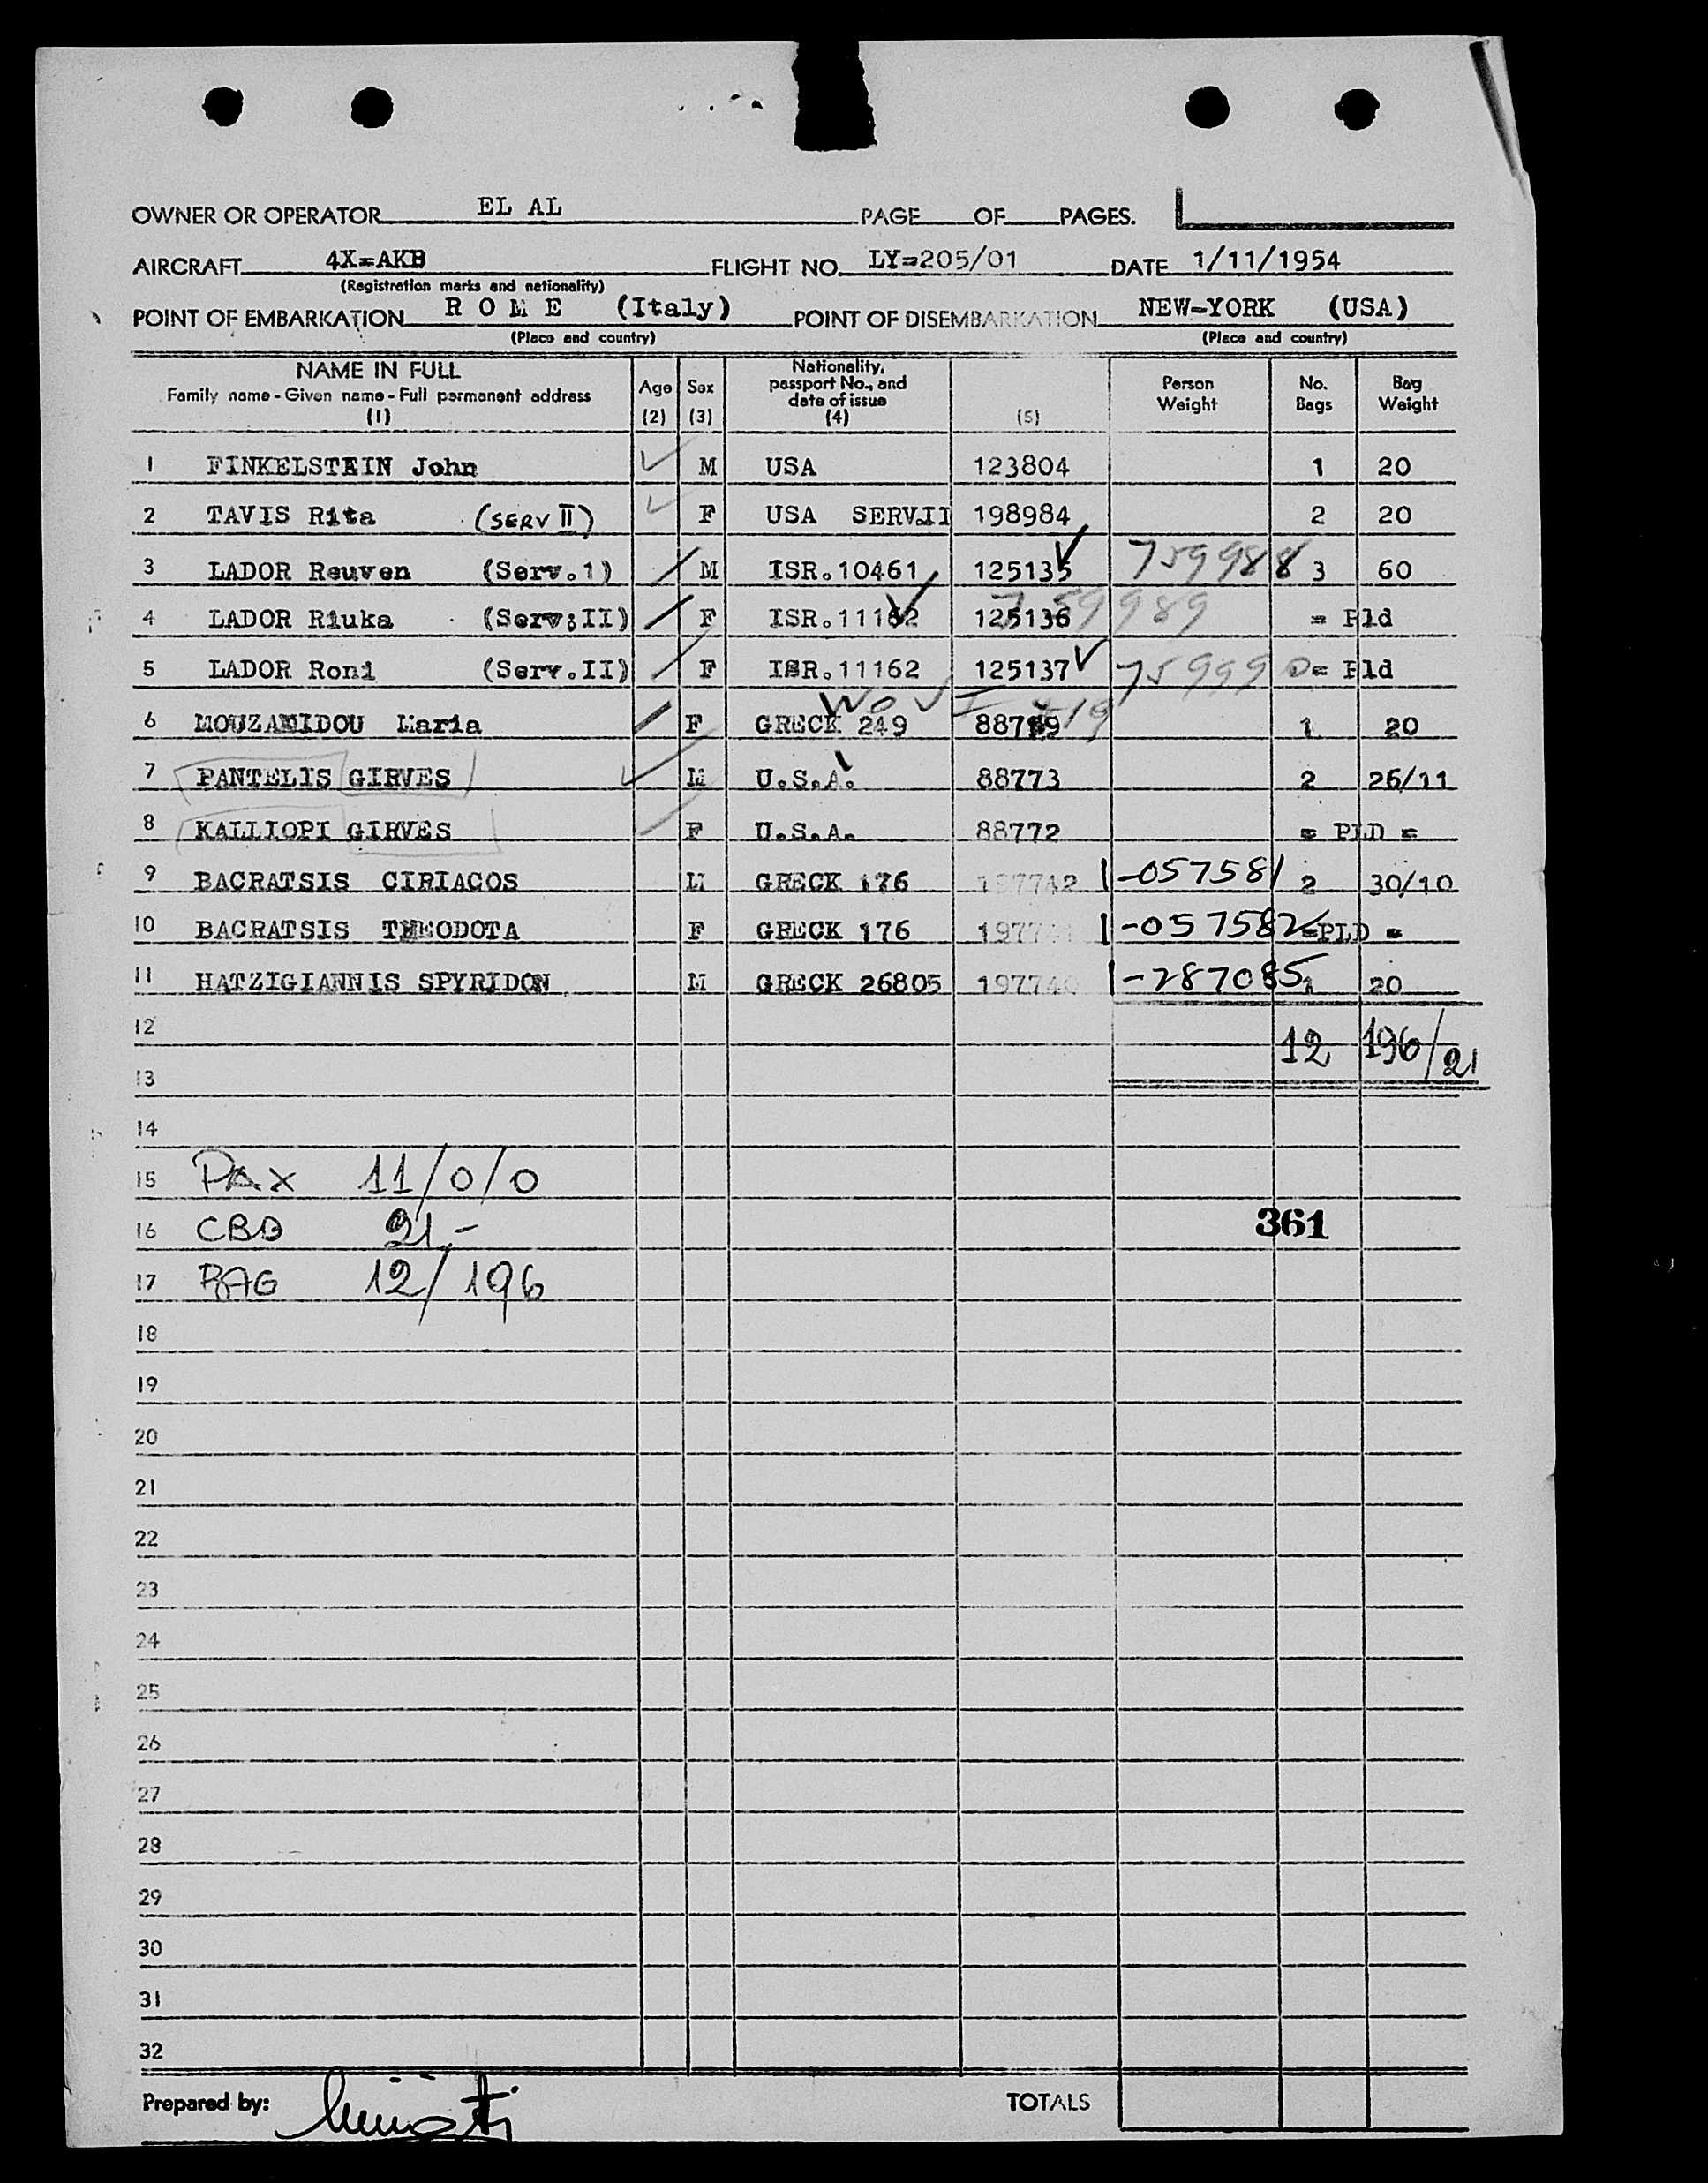 OWNER OR OPERATOR EL AL PAGE OF PAGES.
AIRCRAFT 4X=AKB FLIGHT NO. LY=205/01 DATE 1/11/1954
(Registration marks and nationality)
POINT OF EMBARKATION R O M E (Italy) POINT OF DISEMBARKATION NEW-YORK (USA)
(Place and country) (Place and country)
NAME IN FULL
Family name - Given name - Full permanent address
(1)
Age
(2)
Sex
(3)
Nationality,
passport No., and
date of issue
(4)
(5)
Person
Weight
No.
Bags
Bag
Weight
1 FINKELSTEIN John M USA 123804 1 20
2 TAVIS Rita (SERV II) F USA SERV.II 198984 2 20
3 LADOR Reuven (Serv.1) M ISR.10461 125135 759988 3 60
4 LADOR Riuka (Serv;II) F ISR.11162 125136 759989 = Pld
5 LADOR Roni (Serv.II) F ISR.11162 125137 759990 = Pld
6 MOUZAMIDOU Maria F GRECK 249 1 20
7 PANTELIS GIRVES M U.S.A. 88773 2 26/11
8 KALLIOPI GIRVES F U.S.A. 88772 = PLD =
9 BACRATSIS CIRIACOS M GRECK 176 197742 1-057581 2 30/10
10 BACRATSIS THEODOTA F GRECK 176 1-057582 =PLD =
11 HATZIGIANNIS SPYRIDON M GRECK 26805 197740 1-287085 1 20
12 12 196/21
13
14
15 PAX 11/0/0
16 CBB 21.- 361
17 BAG 12/196
18
19
20
21
22
23
24
25
26
27
28
29
30
31
32
Prepared by: TOTALS